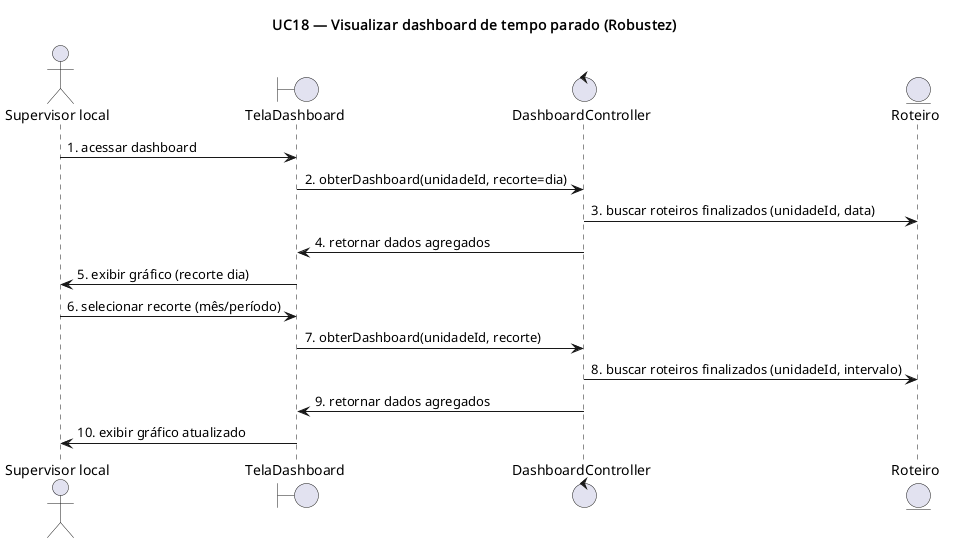 UC18 — Visualizar dashboard de tempo parado (Robustez)
Supervisor local
TelaDashboard
DashboardController
Roteiro
1. acessar dashboard
2. obterDashboard(unidadeId, recorte=dia)
3. buscar roteiros finalizados (unidadeId, data)
4. retornar dados agregados
5. exibir gráfico (recorte dia)
6. selecionar recorte (mês/período)
7. obterDashboard(unidadeId, recorte)
8. buscar roteiros finalizados (unidadeId, intervalo)
9. retornar dados agregados
10. exibir gráfico atualizado
Supervisor local
TelaDashboard
DashboardController
Roteiro